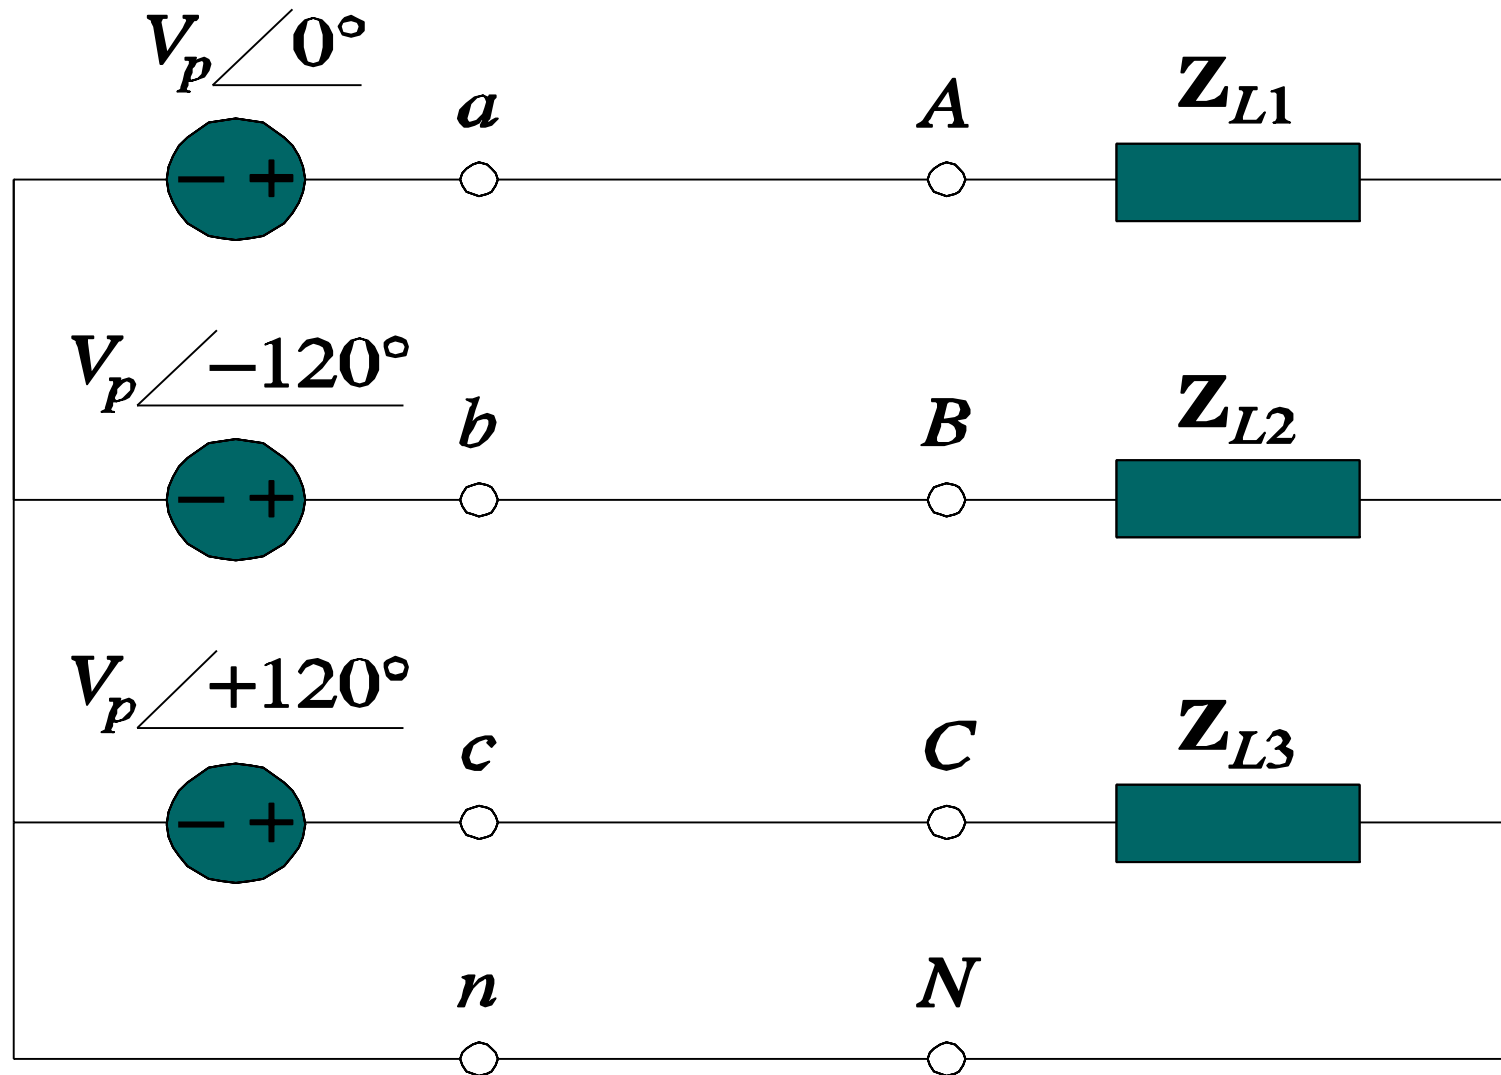 Vp∠0°
a A ZL1
− +
Vp∠−120°
b B ZL2
− +
Vp∠+120°
c C ZL3
− +
n N